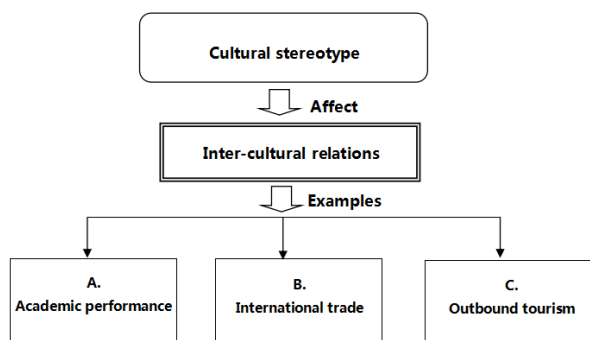 Cultural stereotype
Affect
Inter-cultural relations
Examples
A.
Academic performance
B.
International trade
C.
Outbound tourism